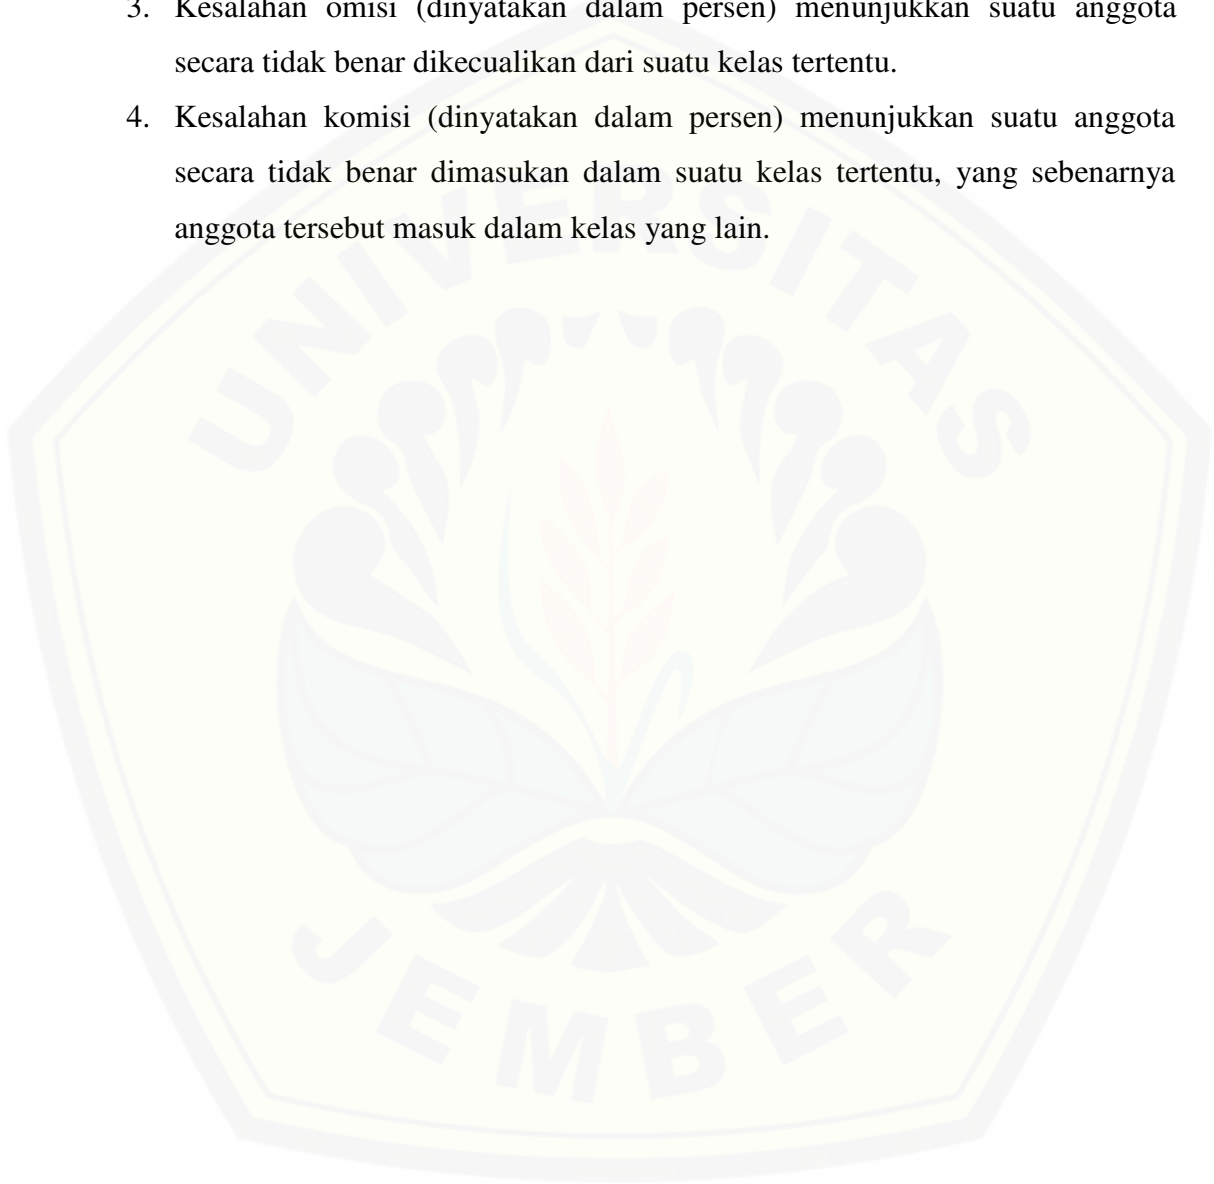 3. Kesalahan omisi (dinyatakan dalam persen) menunjukkan suatu anggota
secara tidak benar dikecualikan dari suatu kelas tertentu.
4. Kesalahan komisi (dinyatakan dalam persen) menunjukkan suatu anggota
secara tidak benar dimasukan dalam suatu kelas tertentu, yang sebenarnya
anggota tersebut masuk dalam kelas yang lain.
UNIVERSITAS
JEMBER